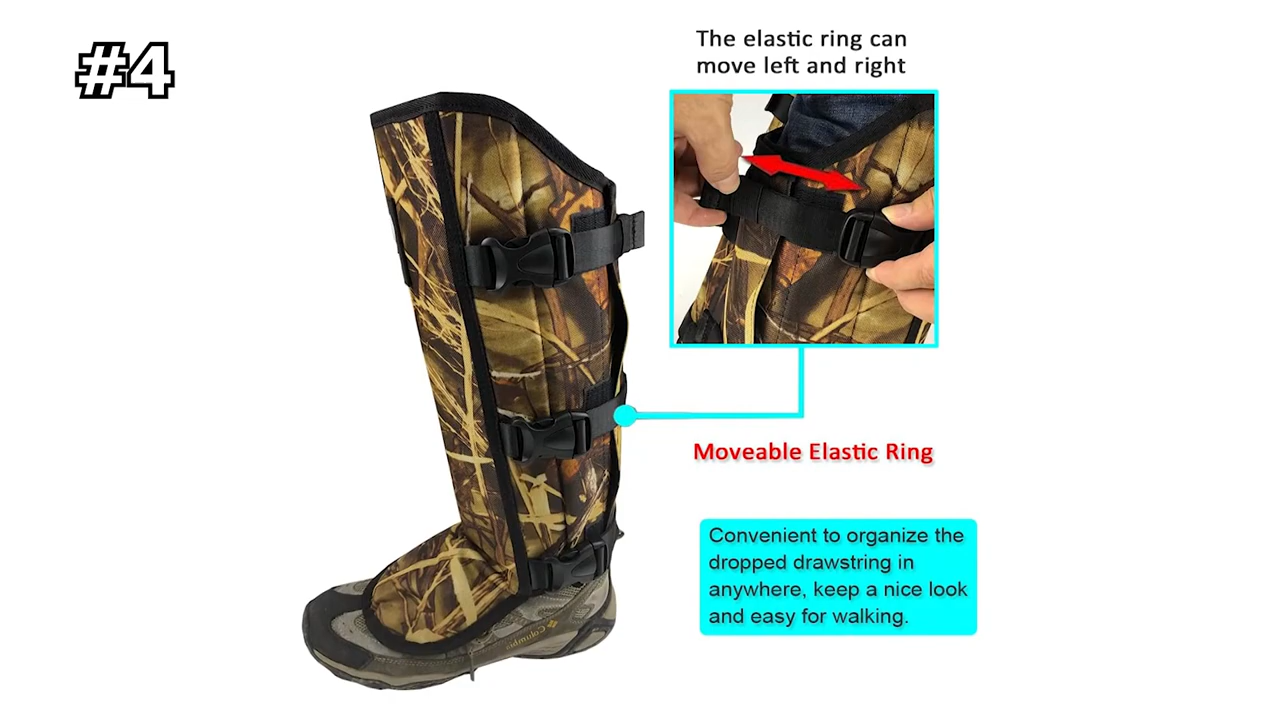 #4
The elastic ring can
move left and right
Moveable Elastic Ring
Convenient to organize the
dropped drawstring in
anywhere, keep a nice look
and easy for walking.
Columbia